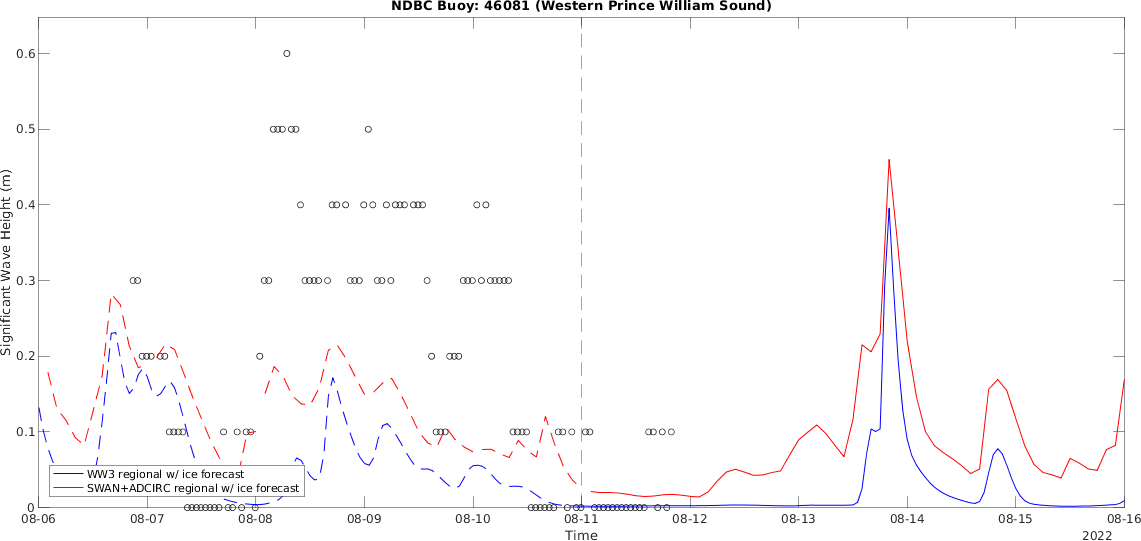 NDBC Buoy: 46081 (Western Prince William Sound)
Significant Wave Height (m)
0.6
0.5
0.4
0.3
0.2
0.1
0
WW3 regional w/ ice forecast
SWAN+ADCIRC regional w/ ice forecast
08-06 08-07 08-08 08-09 08-10 08-11 08-12 08-13 08-14 08-15 08-16
Time
2022